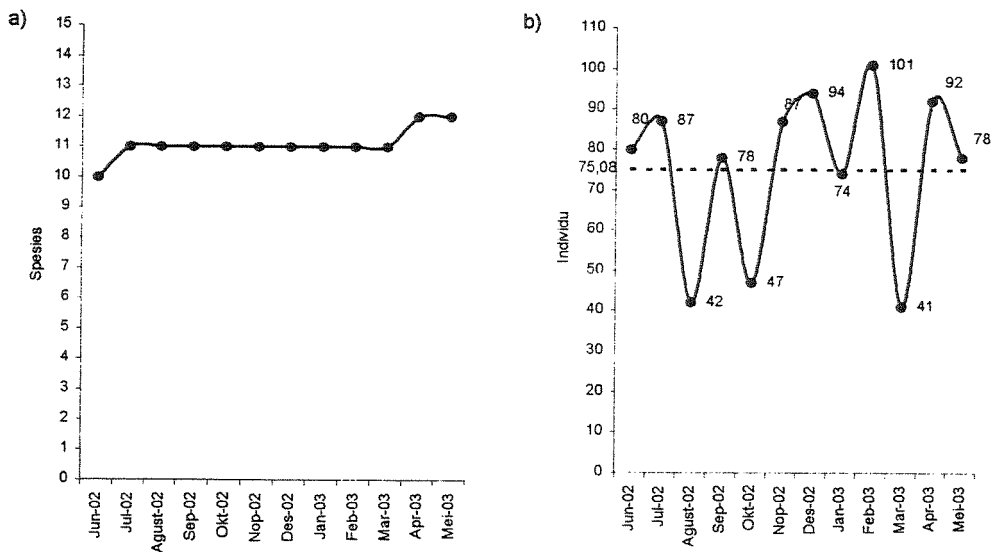 a)
15
14
13
12
11
10
9
8
7
6
5
4
3
2
1
0
Spesies
Jun-02
Jul-02
Agust-02
Sep-02
Okt-02
Nop-02
Des-02
Jan-03
Feb-03
Mar-03
Apr-03
Mei-03
b)
110
100
90
80
75,08
70
60
50
40
30
20
10
0
Individu
80
87
42
78
47
87
94
74
101
41
92
78
Jun-02
Jul-02
Agust-02
Sep-02
Okt-02
Nop-02
Des-02
Jan-03
Feb-03
Mar-03
Apr-03
Mei-03